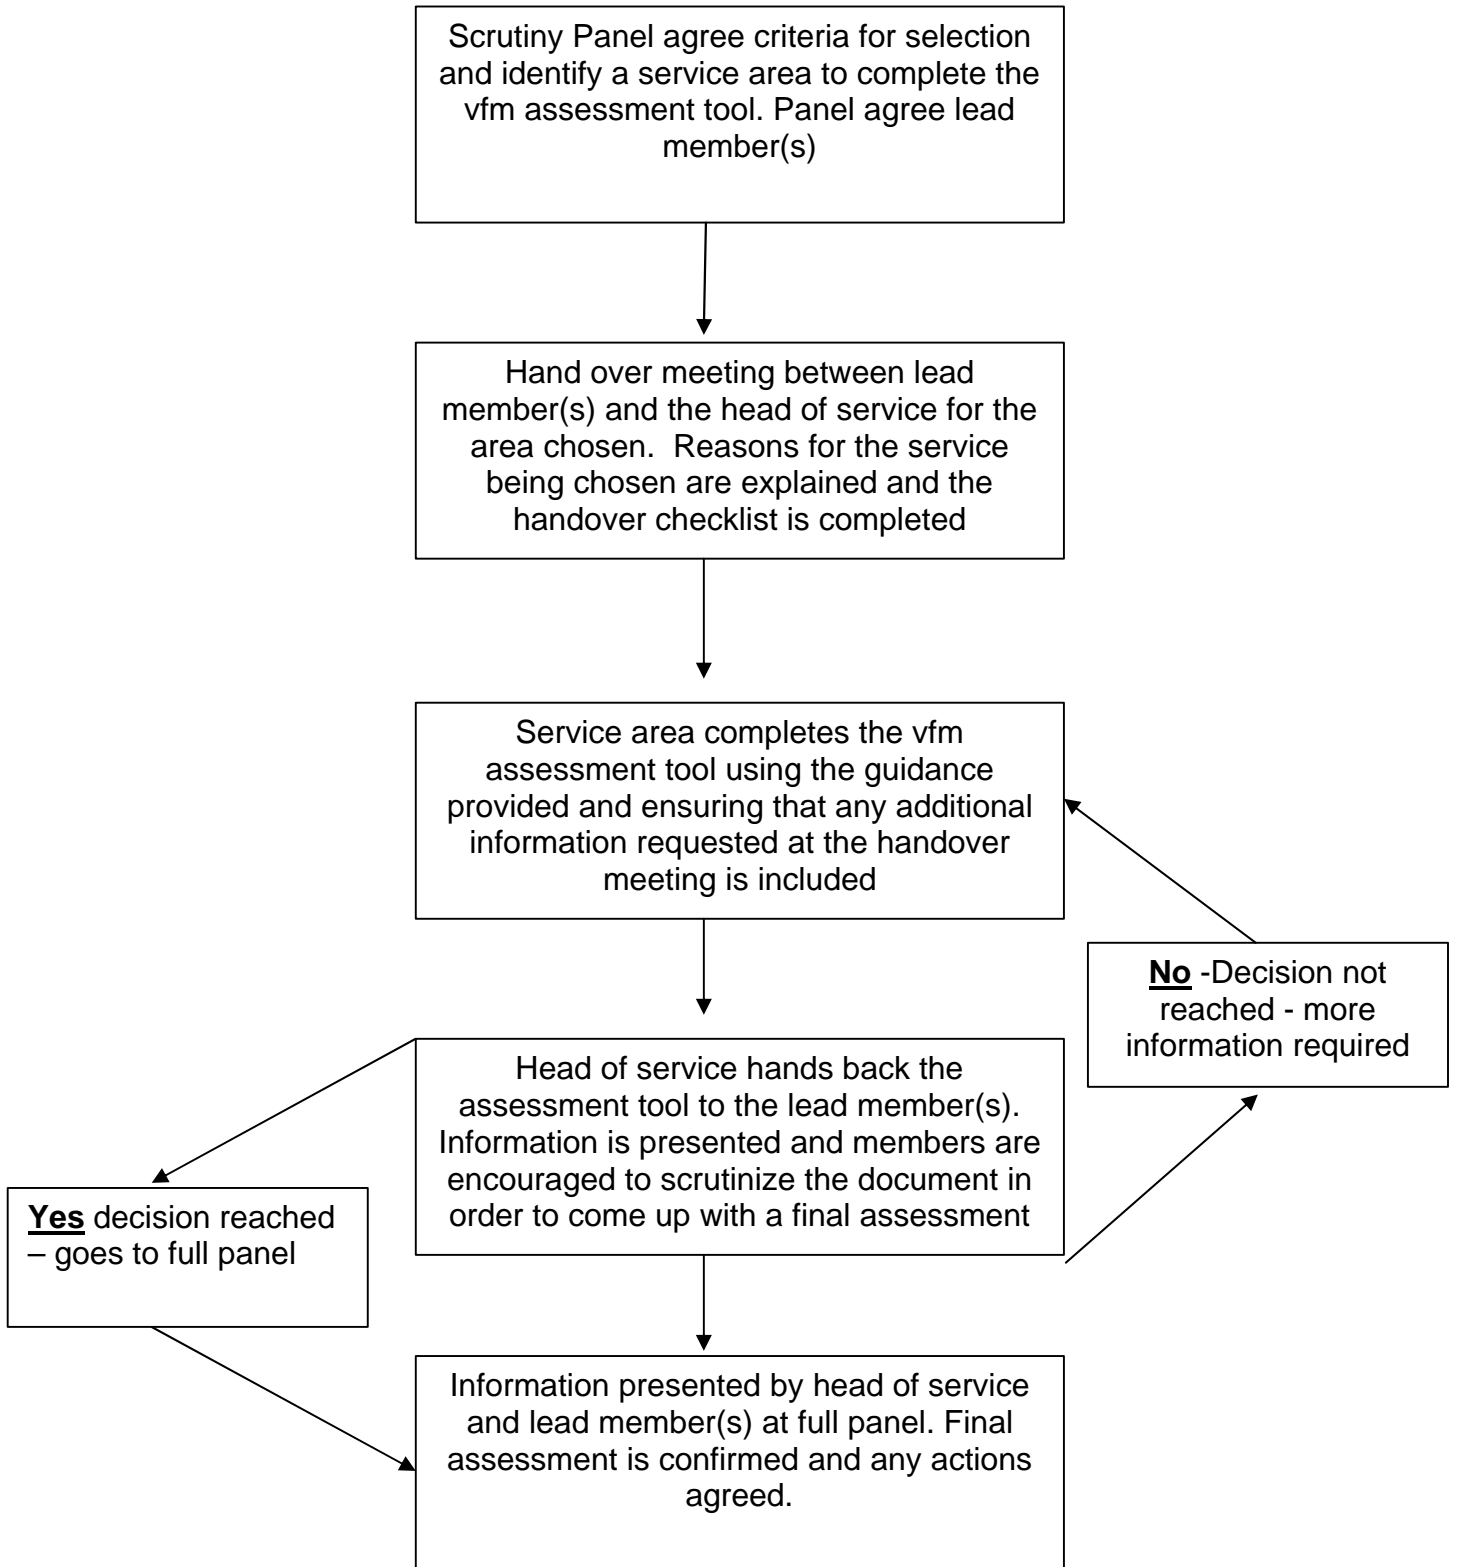 Scrutiny Panel agree criteria for selection
and identify a service area to complete the
vfm assessment tool. Panel agree lead
member(s)
Hand over meeting between lead
member(s) and the head of service for the
area chosen.  Reasons for the service
being chosen are explained and the
handover checklist is completed
Service area completes the vfm
assessment tool using the guidance
provided and ensuring that any additional
information requested at the handover
meeting is included
No -Decision not
reached - more
information required
Head of service hands back the
assessment tool to the lead member(s).
Information is presented and members are
encouraged to scrutinize the document in
order to come up with a final assessment
Yes decision reached
– goes to full panel
Information presented by head of service
and lead member(s) at full panel. Final
assessment is confirmed and any actions
agreed.